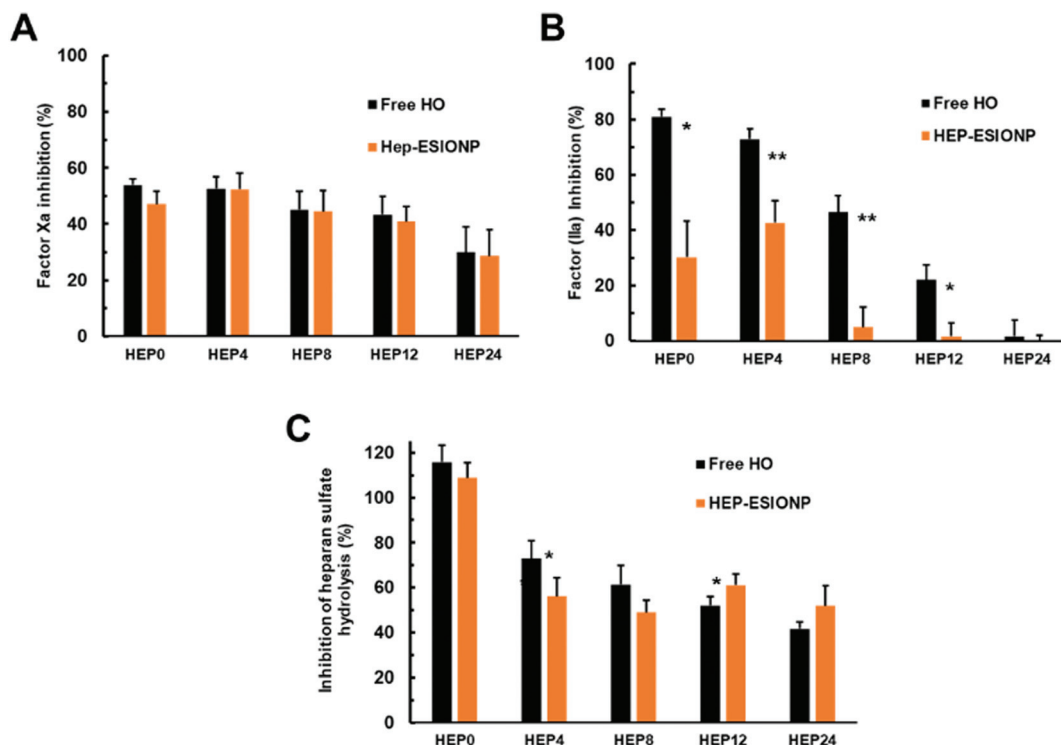 A
Factor Xa inhibition (%)
100
80
60
40
20
0
Free HO
Hep-ESIONP
HEP0 HEP4 HEP8 HEP12 HEP24
B
Factor (IIa) Inhibition (%)
100
80
60
40
20
0
Free HO
HEP-ESIONP
* ** ** *
HEP0 HEP4 HEP8 HEP12 HEP24
C
Inhibition of heparan sulfate
hydrolysis (%)
120
100
80
60
40
20
0
Free HO
HEP-ESIONP
* *
HEP0 HEP4 HEP8 HEP12 HEP24